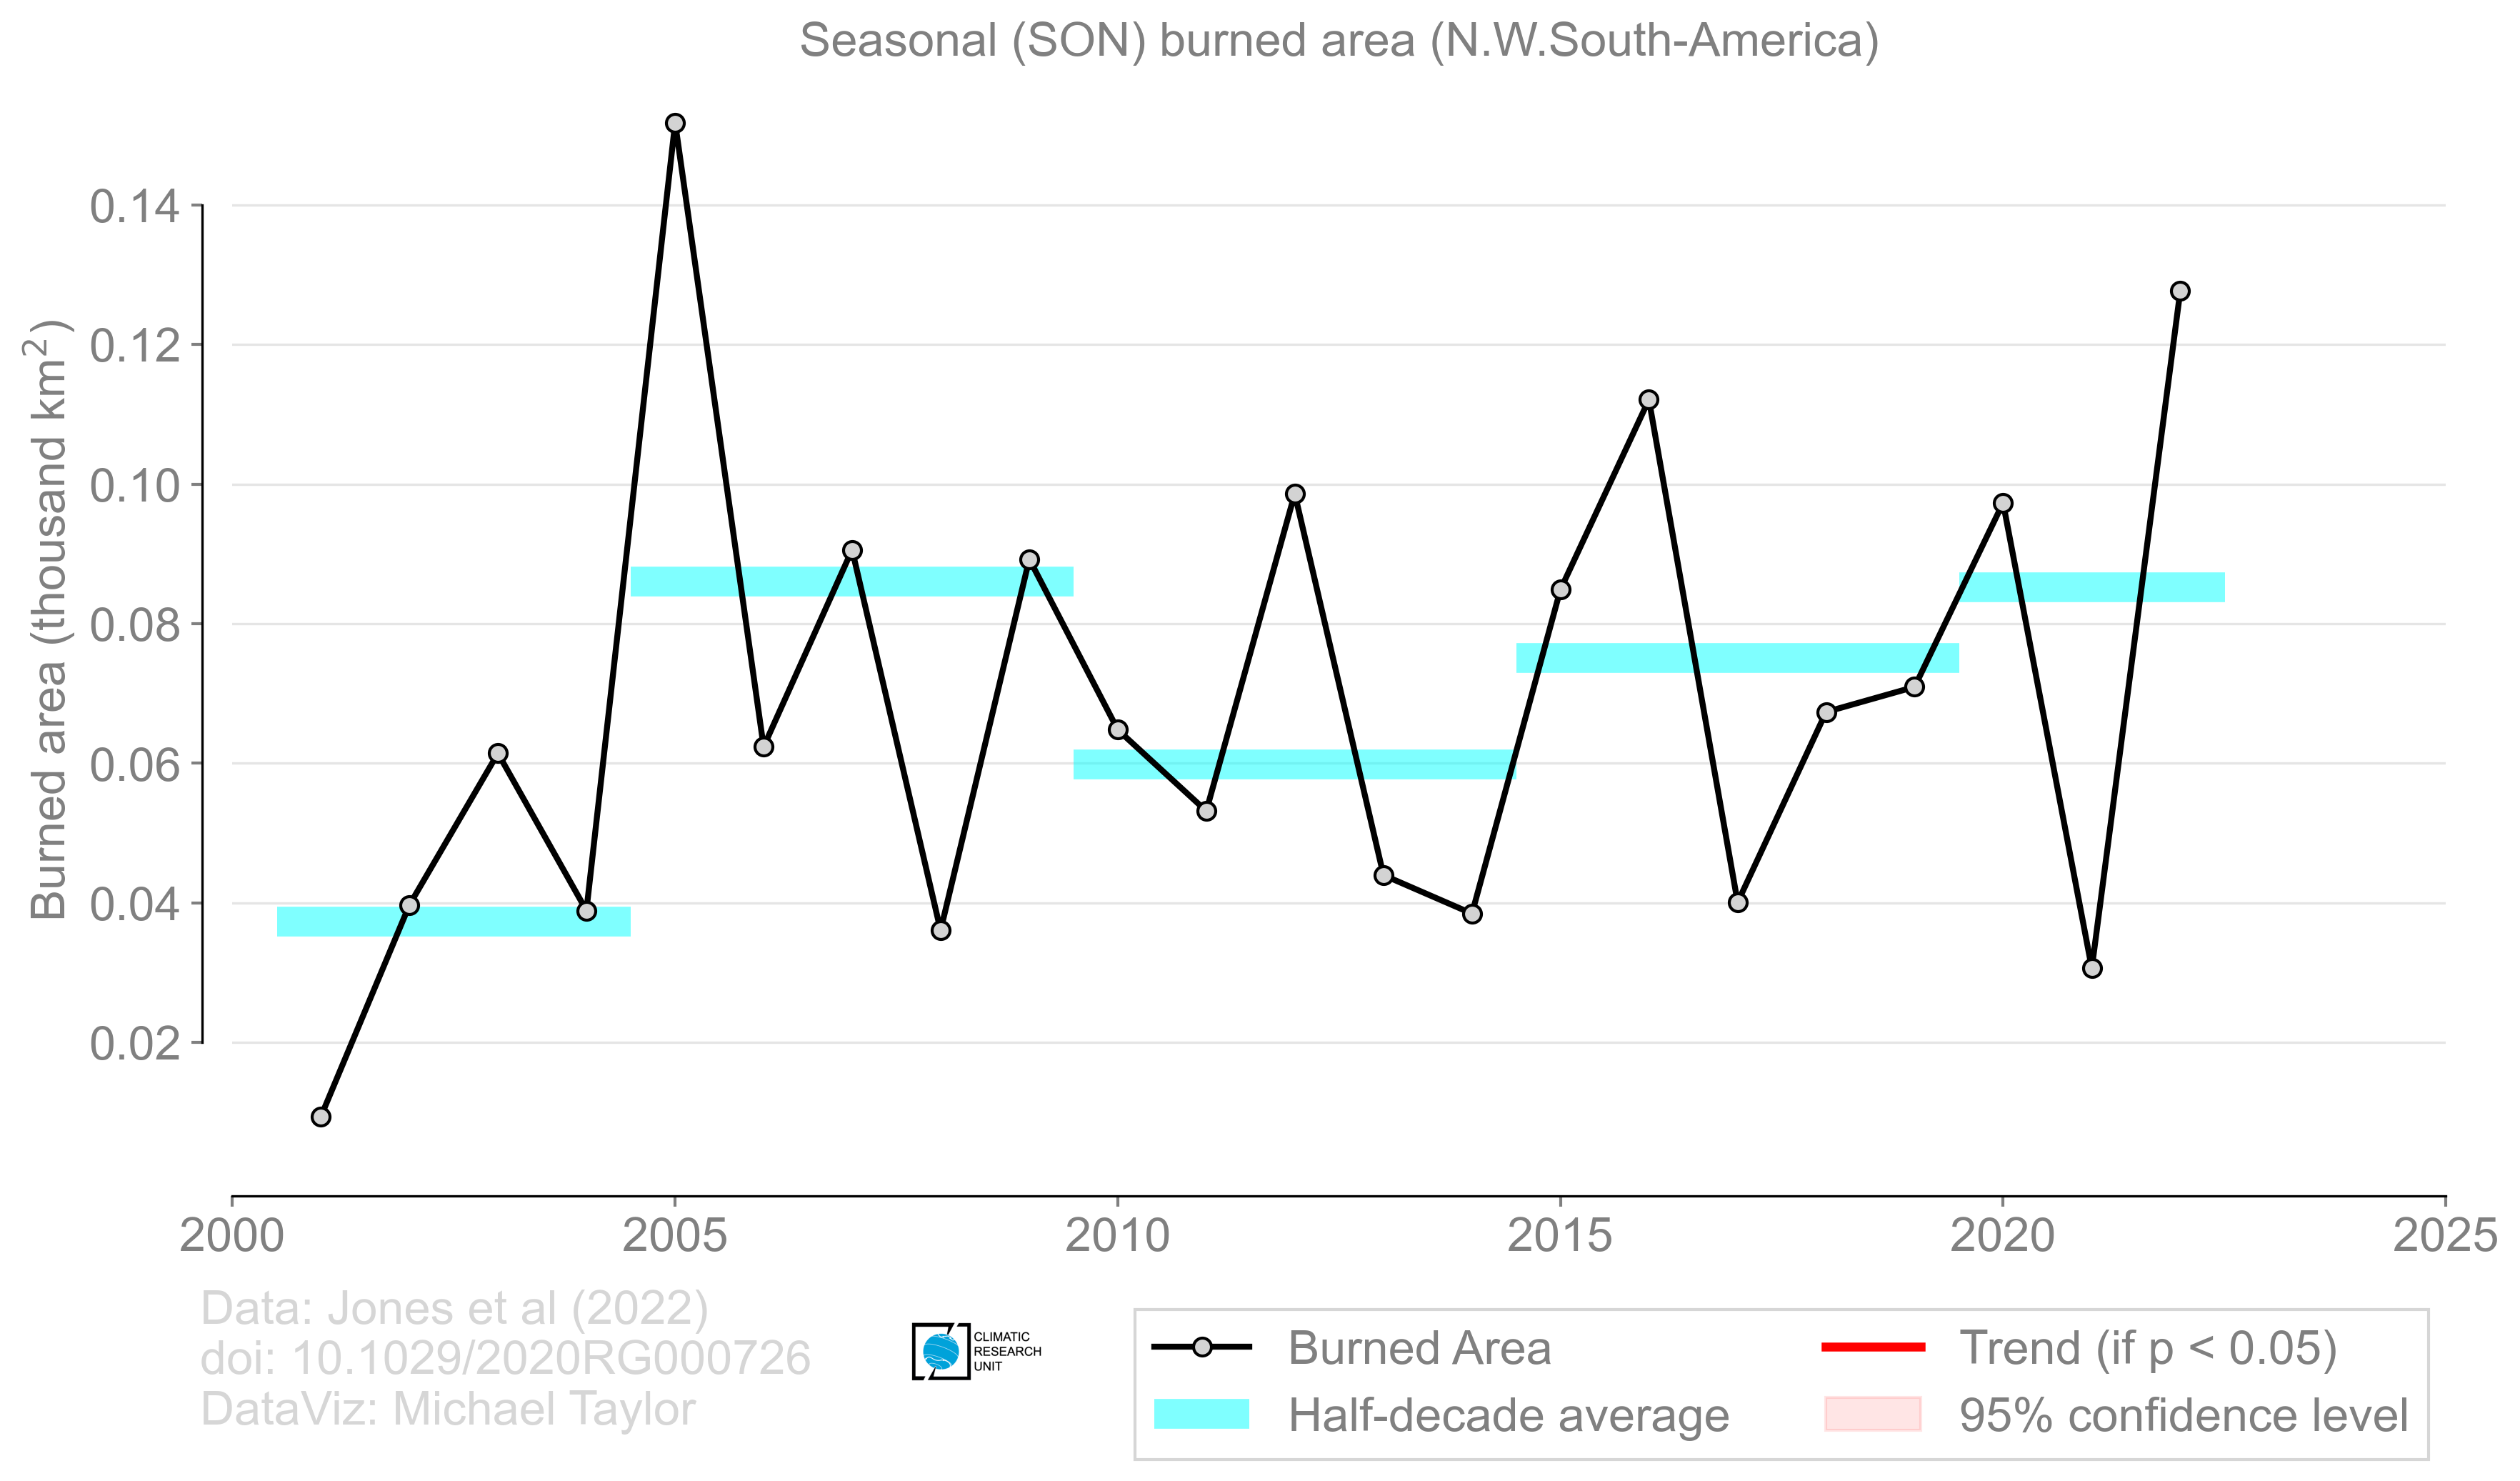 Seasonal (SON) burned area (N.W.South-America)
Burned area (thousand km²)
0.14
0.12
0.10
0.08
0.06
0.04
0.02
2000 2005 2010 2015 2020 2025
Data: Jones et al (2022)
doi: 10.1029/2020RG000726
DataViz: Michael Taylor
CLIMATIC
RESEARCH
UNIT
Burned Area
Half-decade average
Trend (if p < 0.05)
95% confidence level